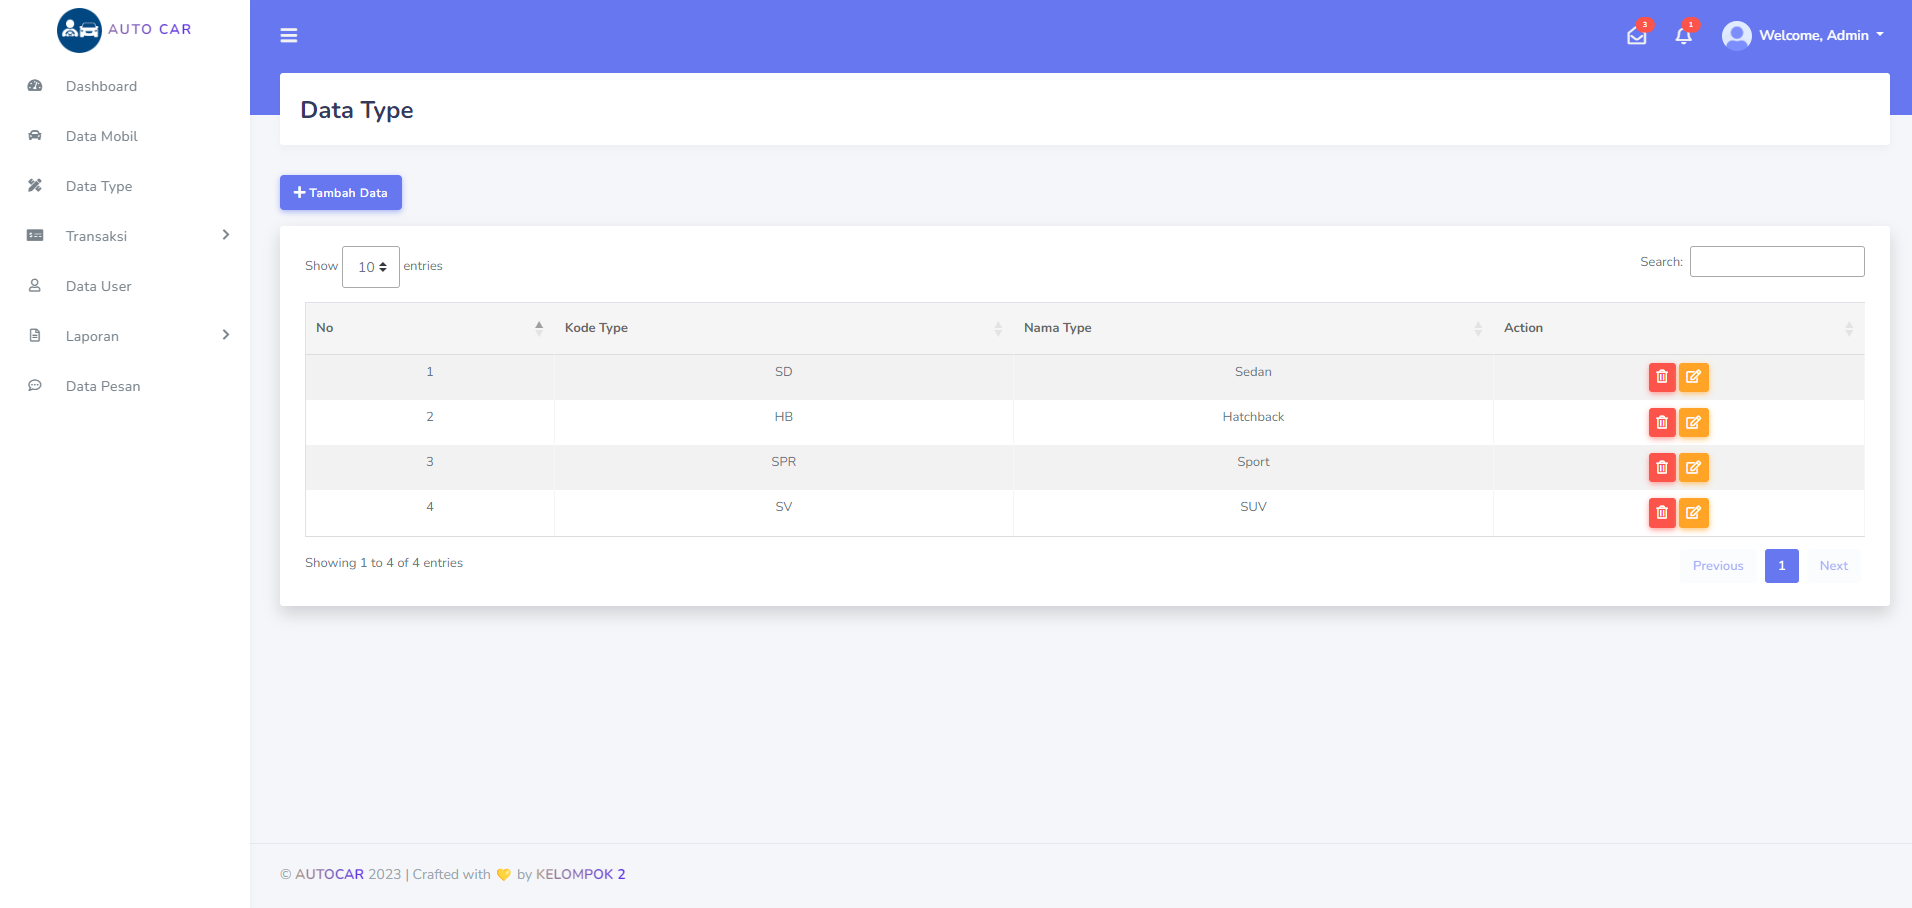 AUTO CAR
Dashboard
Data Mobil
Data Type
Transaksi
Data User
Laporan
Data Pesan
3
1
Welcome, Admin
Data Type
Tambah Data
Show 10 entries
Search:
No Kode Type Nama Type Action
1 SD Sedan
2 HB Hatchback
3 SPR Sport
4 SV SUV
Showing 1 to 4 of 4 entries
Previous 1 Next
© AUTOCAR 2023 | Crafted with 💛 by KELOMPOK 2